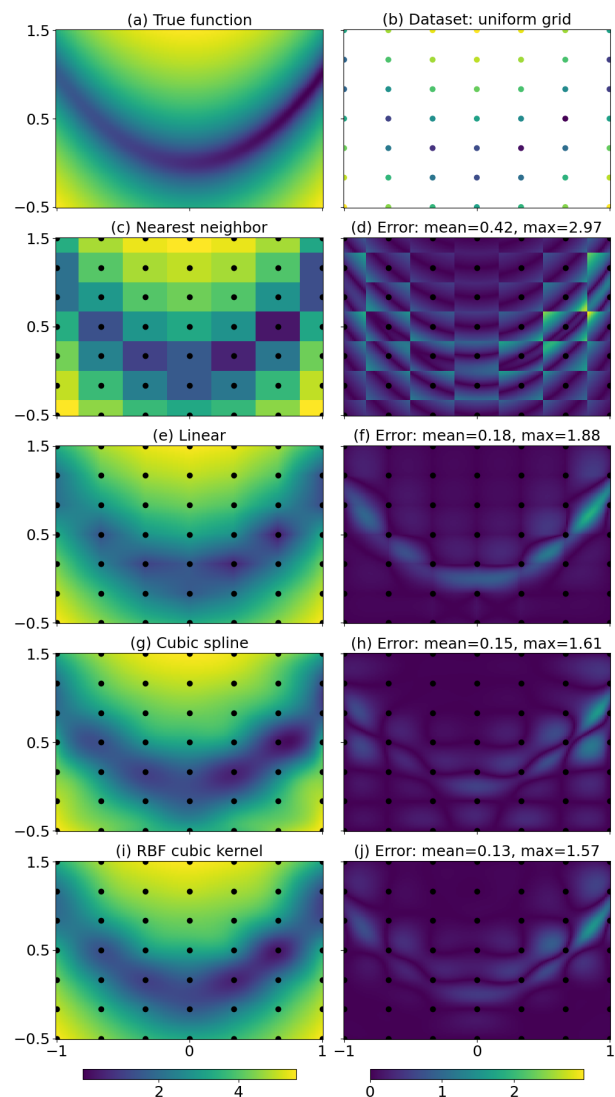 (a) True function (b) Dataset: uniform grid
1.5
0.5
−0.5
(c) Nearest neighbor (d) Error: mean=0.42, max=2.97
1.5
0.5
−0.5
(e) Linear (f) Error: mean=0.18, max=1.88
1.5
0.5
−0.5
(g) Cubic spline (h) Error: mean=0.15, max=1.61
1.5
0.5
−0.5
(i) RBF cubic kernel (j) Error: mean=0.13, max=1.57
1.5
0.5
−0.5
−1 0 1 −1 0 1
2 4 0 1 2